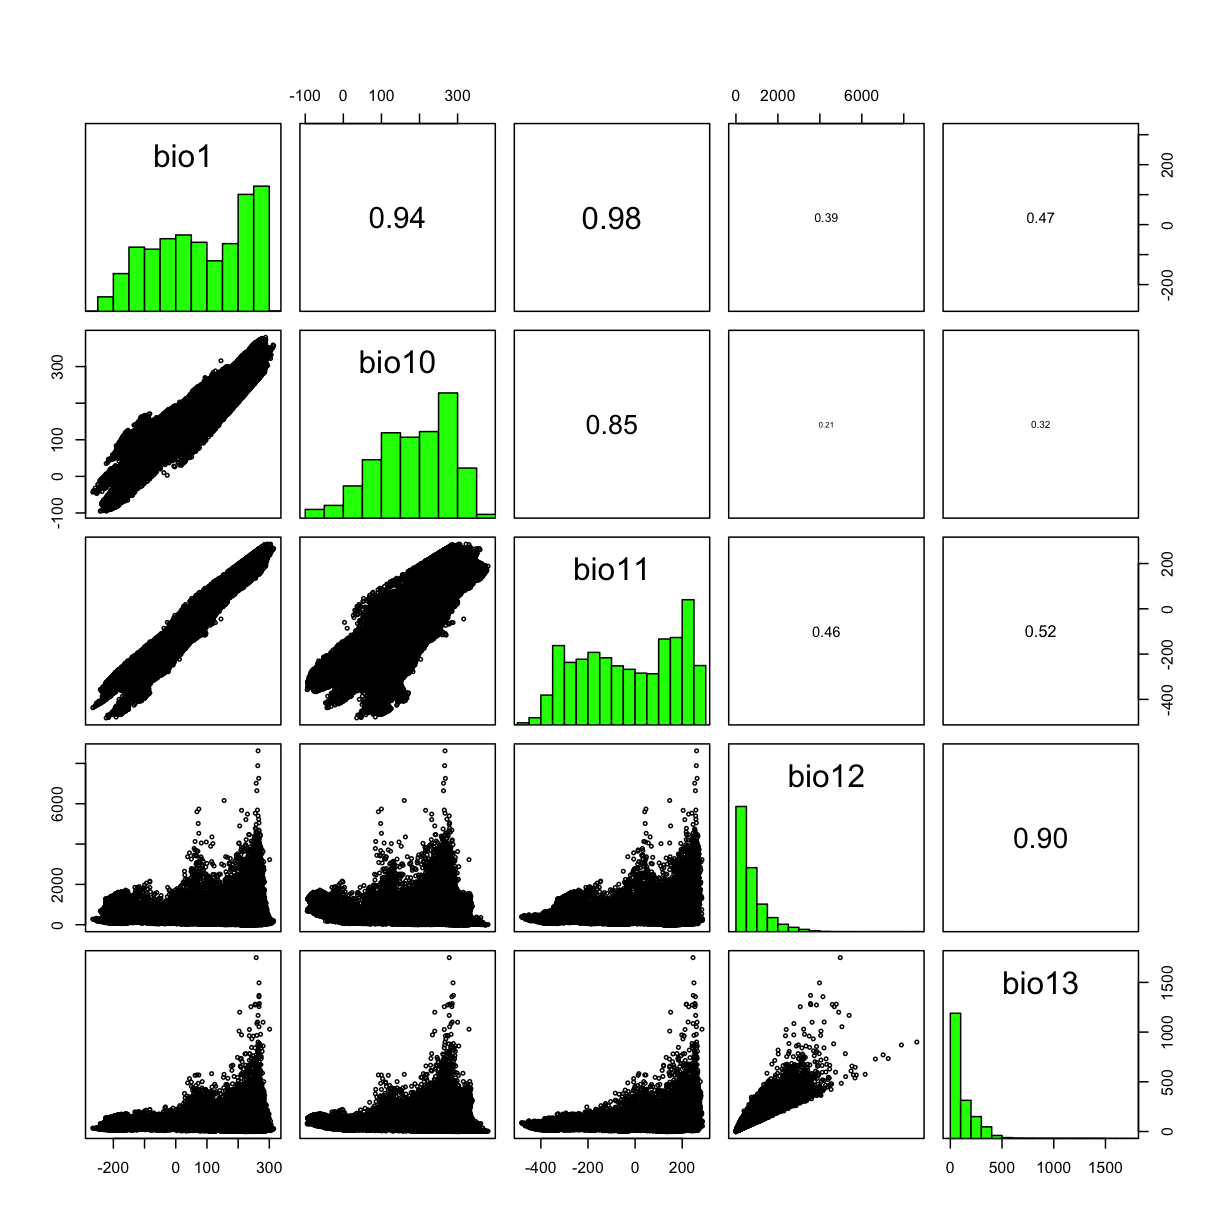 -100 0 100 300 0 2000 6000
bio1 0.94 0.98 0.39 0.47
-200 0 200
-100 0 100 300
bio10 0.85 0.21 0.32
bio11 0.46 0.52
-400 -200 0 200
0 2000 6000
bio12 0.90
bio13
0 500 1000 1500
-200 0 100 300 -400 -200 0 200 0 500 1000 1500